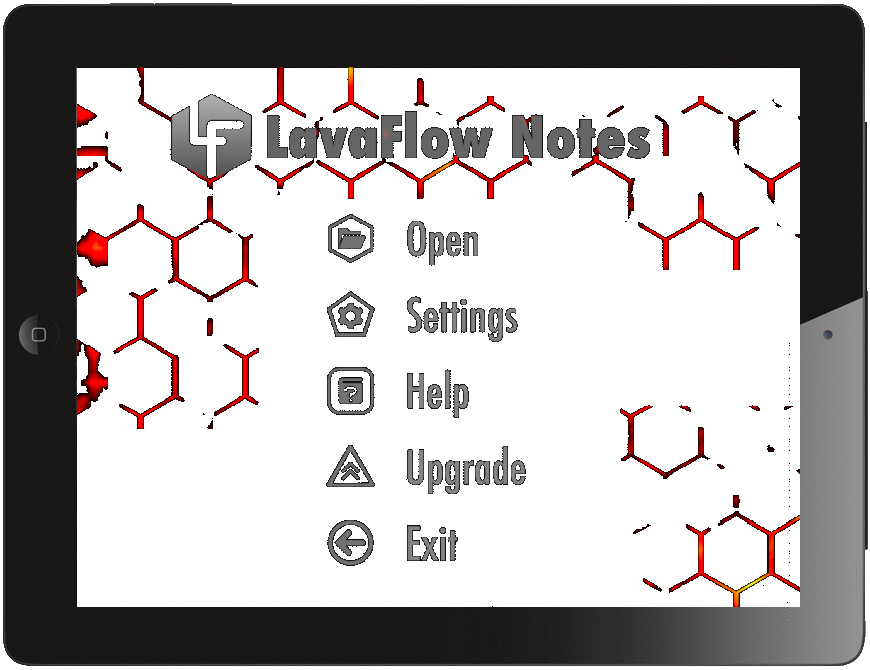 LF LavaFlow Notes
Open
Settings
Help
Upgrade
Exit